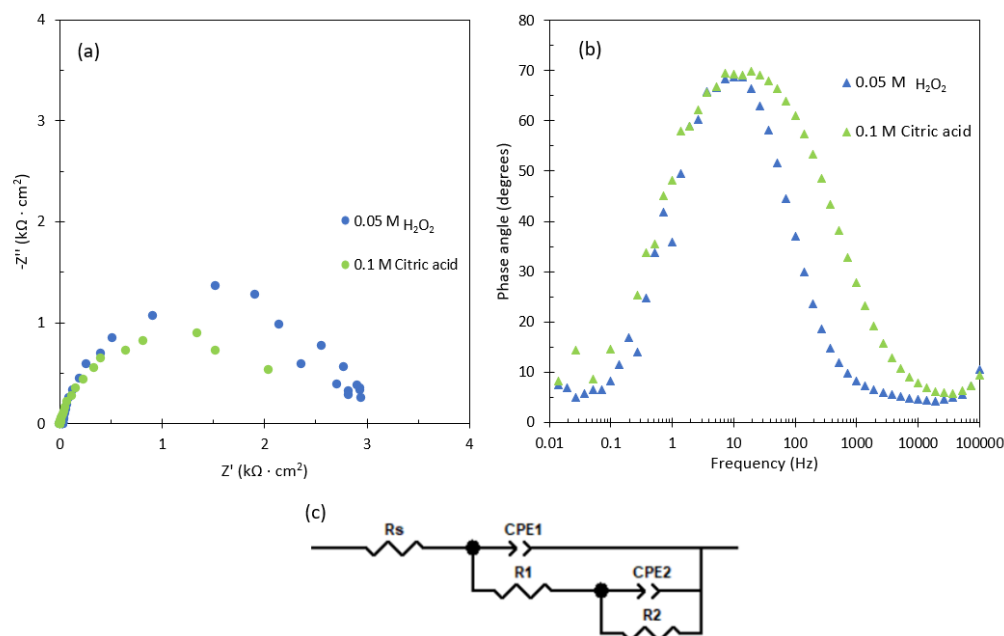 (a)
4
3
2
1
0
0 1 2 3 4
-Z'' (kΩ · cm²)
Z' (kΩ · cm²)
0.05 M H₂O₂
0.1 M Citric acid
(b)
80
70
60
50
40
30
20
10
0
0.01 0.1 1 10 100 1000 10000 100000
Phase angle (degrees)
Frequency (Hz)
0.05 M H₂O₂
0.1 M Citric acid
(c)
Rs
CPE1
R1
CPE2
R2